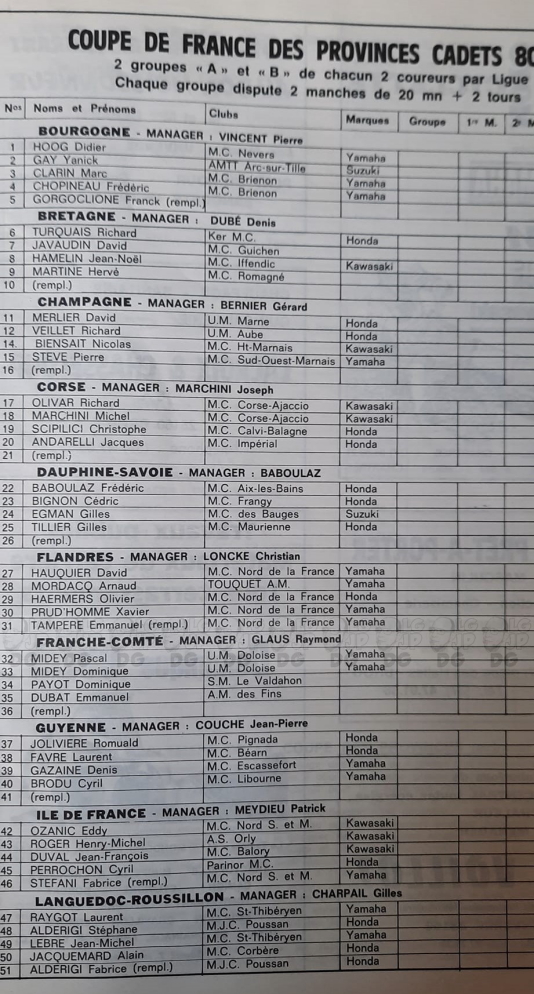 COUPE DE FRANCE DES PROVINCES CADETS 80
2 groupes « A » et « B » de chacun 2 coureurs par Ligue
Chaque groupe dispute 2 manches de 20 mn + 2 tours
Nos Noms et Prénoms Clubs Marques Groupe 1re M. 2e M
BOURGOGNE - MANAGER : VINCENT Pierre
1 HOOG Didier M.C. Nevers Yamaha
2 GAY Yanick AMTT Arc-sur-Tille Suzuki
3 CLARIN Marc M.C. Brienon Yamaha
4 CHOPINEAU Frédéric M.C. Brienon Yamaha
5 GORGOCLIONE Franck (rempl.)
BRETAGNE - MANAGER : DUBÉ Denis
6 TURQUAIS Richard Ker M.C. Honda
7 JAVAUDIN David M.C. Guichen
8 HAMELIN Jean-Noël M.C. Iffendic Kawasaki
9 MARTINE Hervé M.C. Romagné
10 (rempl.)
CHAMPAGNE - MANAGER : BERNIER Gérard
11 MERLIER David U.M. Marne Honda
12 VEILLET Richard U.M. Aube Honda
14. BIENSAIT Nicolas M.C. Ht-Marnais Kawasaki
15 STEVE Pierre M.C. Sud-Ouest-Marnais Yamaha
16 (rempl.)
CORSE - MANAGER : MARCHINI Joseph
17 OLIVAR Richard M.C. Corse-Ajaccio Kawasaki
18 MARCHINI Michel M.C. Corse-Ajaccio Kawasaki
19 SCIPILICI Christophe M.C. Calvi-Balagne Honda
20 ANDARELLI Jacques M.C. Impérial Honda
21 (rempl.)
DAUPHINE-SAVOIE - MANAGER : BABOULAZ
22 BABOULAZ Frédéric M.C. Aix-les-Bains Honda
23 BIGNON Cédric M.C. Frangy Honda
24 EGMAN Gilles M.C. des Bauges Suzuki
25 TILLIER Gilles M.C. Maurienne Honda
26 (rempl.)
FLANDRES - MANAGER : LONCKE Christian
27 HAUQUIER David M.C. Nord de la France Yamaha
28 MORDACQ Arnaud TOUQUET A.M. Yamaha
29 HAERMERS Olivier M.C. Nord de la France Honda
30 PRUD'HOMME Xavier M.C. Nord de la France Yamaha
31 TAMPERE Emmanuel (rempl.) M.C. Nord de la France Yamaha
FRANCHE-COMTÉ - MANAGER : GLAUS Raymond
32 MIDEY Pascal U.M. Doloise Yamaha
33 MIDEY Dominique U.M. Doloise Yamaha
34 PAYOT Dominique S.M. Le Valdahon
35 DUBAT Emmanuel A.M. des Fins
36 (rempl.)
GUYENNE - MANAGER : COUCHE Jean-Pierre
37 JOLIVIERE Romuald M.C. Pignada Honda
38 FAVRE Laurent M.C. Béarn Honda
39 GAZAINE Denis M.C. Escassefort Yamaha
40 BRODU Cyril M.C. Libourne Yamaha
41 (rempl.)
ILE DE FRANCE - MANAGER : MEYDIEU Patrick
42 OZANIC Eddy M.C. Nord S. et M. Kawasaki
43 ROGER Henry-Michel A.S. Orly Kawasaki
44 DUVAL Jean-François M.C. Balory Kawasaki
45 PERROCHON Cyril Parinor M.C. Honda
46 STEFANI Fabrice (rempl.) M.C. Nord S. et M. Yamaha
LANGUEDOC-ROUSSILLON - MANAGER : CHARPAIL Gilles
47 RAYGOT Laurent M.C. St-Thibéryen Yamaha
48 ALDERIGI Stéphane M.J.C. Poussan Honda
49 LEBRE Jean-Michel M.C. St-Thibéryen Yamaha
50 JACQUEMARD Alain M.C. Corbère Honda
51 ALDERIGI Fabrice (rempl.) M.J.C. Poussan Honda